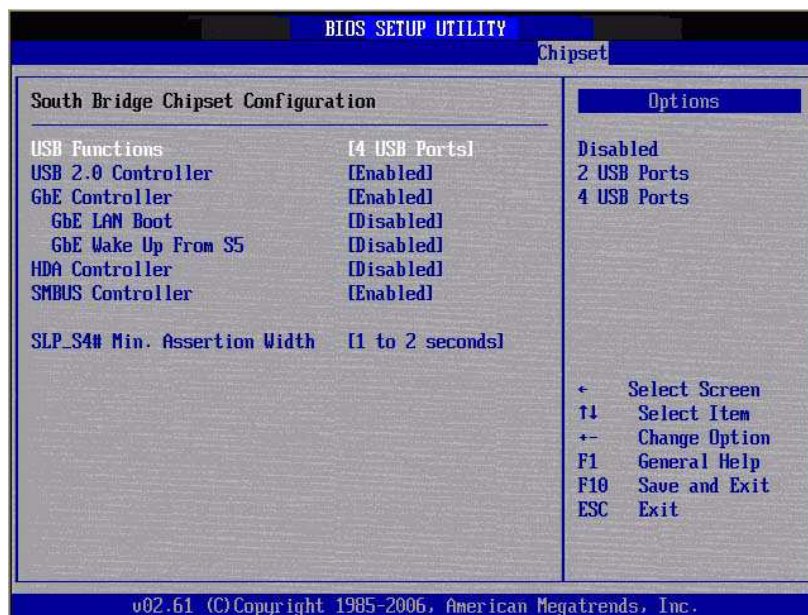 BIOS SETUP UTILITY
Chipset
South Bridge Chipset Configuration
USB Functions [4 USB Ports]
USB 2.0 Controller [Enabled]
GbE Controller [Enabled]
GbE LAN Boot [Disabled]
GbE Wake Up From S5 [Disabled]
HDA Controller [Disabled]
SMBUS Controller [Enabled]
SLP_S4# Min. Assertion Width [1 to 2 seconds]
Options
Disabled
2 USB Ports
4 USB Ports
← Select Screen
↑↓ Select Item
+- Change Option
F1 General Help
F10 Save and Exit
ESC Exit
v02.61 (C)Copyright 1985-2006, American Megatrends, Inc.